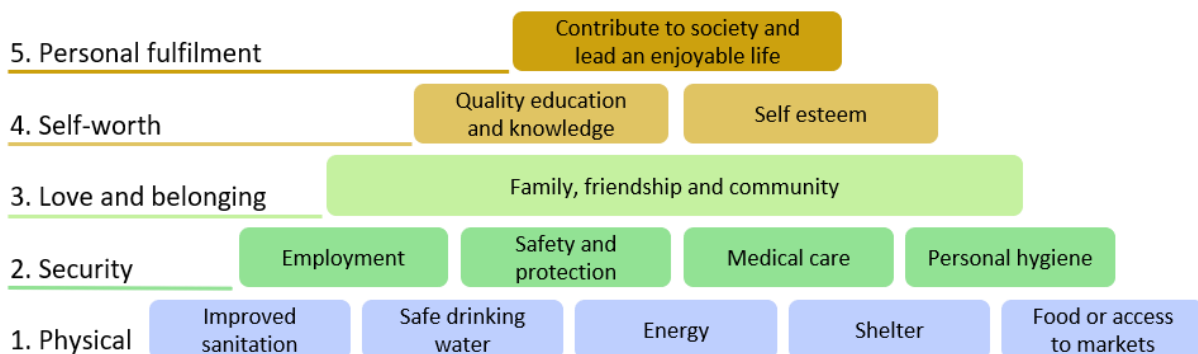 5. Personal fulfilment
Contribute to society and
lead an enjoyable life
4. Self-worth
Quality education
and knowledge
Self esteem
3. Love and belonging
Family, friendship and community
2. Security
Employment
Safety and
protection
Medical care
Personal hygiene
1. Physical
Improved
sanitation
Safe drinking
water
Energy
Shelter
Food or access
to markets